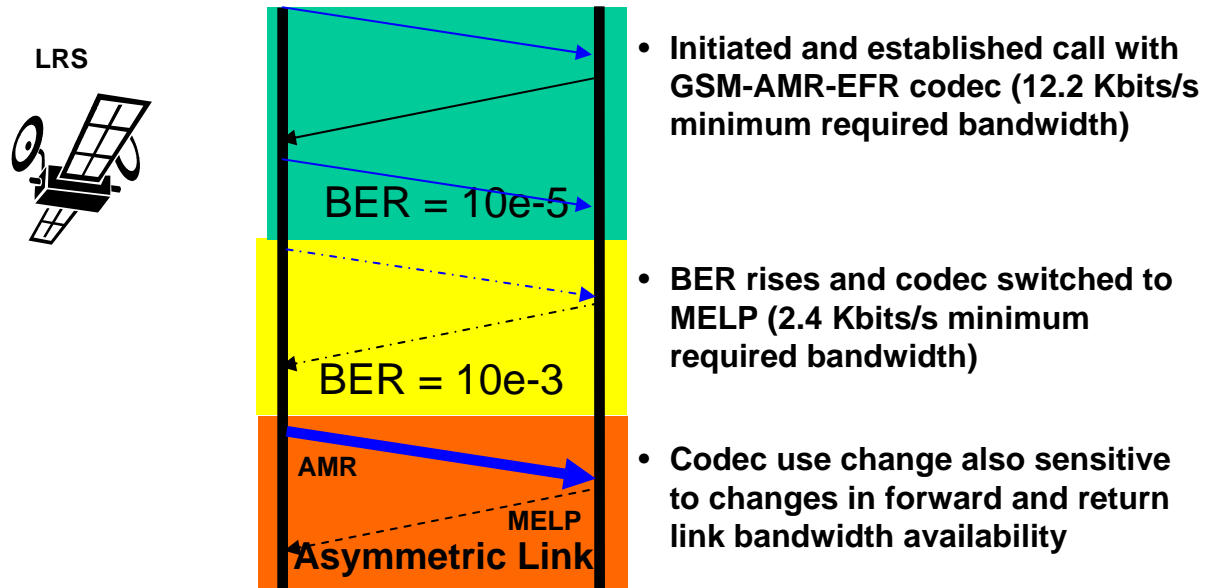 LRS
BER = 10e-5
BER = 10e-3
AMR
MELP
Asymmetric Link
• Initiated and established call with
GSM-AMR-EFR codec (12.2 Kbits/s
minimum required bandwidth)
• BER rises and codec switched to
MELP (2.4 Kbits/s minimum
required bandwidth)
• Codec use change also sensitive
to changes in forward and return
link bandwidth availability